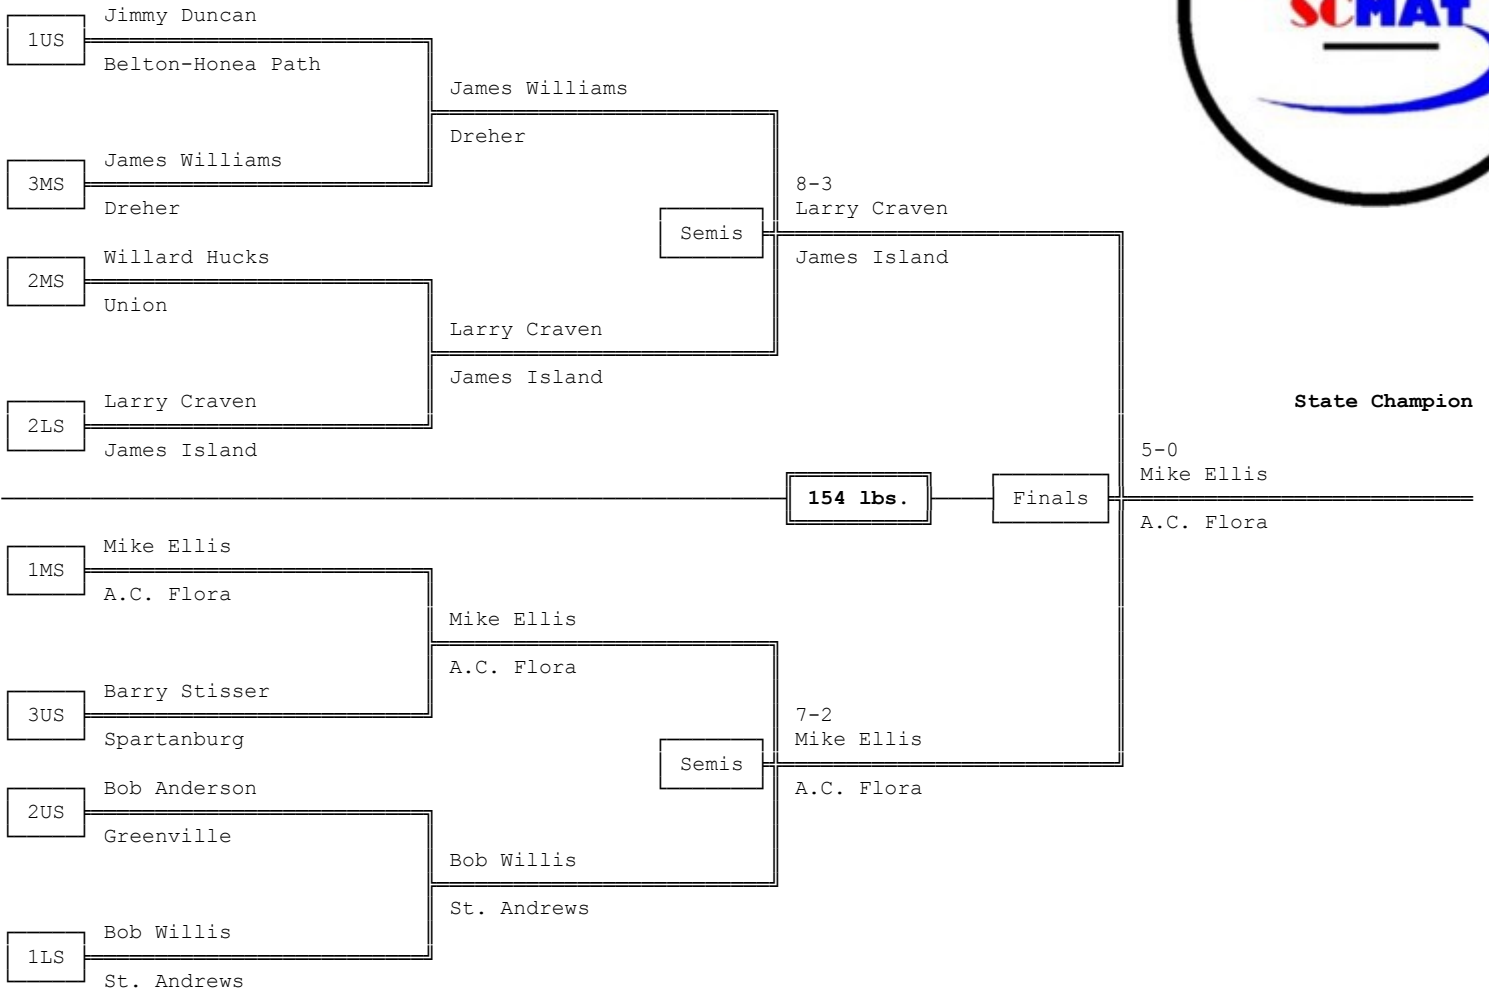 SCMAT
Jimmy Duncan
1US
Belton-Honea Path
James Williams
Dreher
James Williams
3MS
Dreher
8-3
Larry Craven
Semis
James Island
Willard Hucks
2MS
Union
Larry Craven
James Island
Larry Craven
2LS
James Island
State Champion
5-0
Mike Ellis
154 lbs.
Finals
A.C. Flora
Mike Ellis
1MS
A.C. Flora
Mike Ellis
A.C. Flora
Barry Stisser
3US
Spartanburg
7-2
Mike Ellis
Semis
A.C. Flora
Bob Anderson
2US
Greenville
Bob Willis
St. Andrews
Bob Willis
1LS
St. Andrews